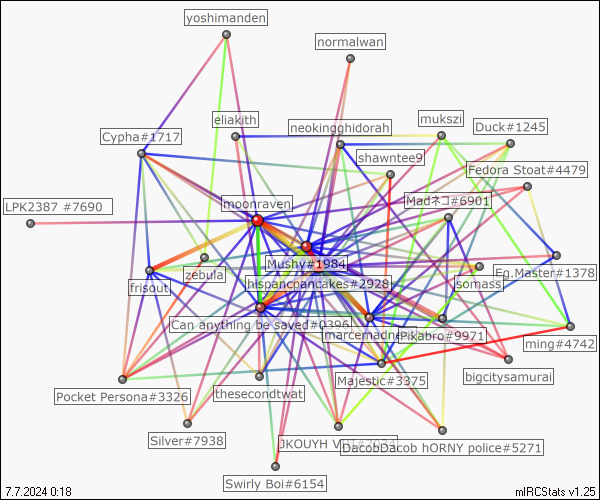 yoshimanden
normalwan
eliakith
mukszi
neokingghidorah
Duck#1245
Cypha#1717
shawntee9
Fedora Stoat#4479
moonraven
Madネコ#6901
LPK2387 #7690
Mushy#1984
zebula
Eg.Master#1378
frisout
hispancpancakes#2928
isomass
Can anything be saved#0396
Pikabro#9971
ming#4742
bigcitysamurai
Majestic#3375
Pocket Persona#3326
thesecondtwat
Silver#7938
JKOUYH
DacobDacob hORNY police#5271
Swirly Boi#6154
7.7.2024 0:18
mIRCStats v1.25